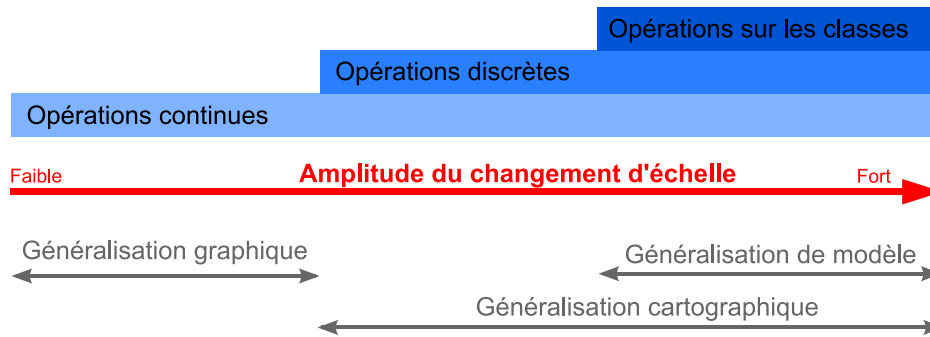 Opérations sur les classes
Opérations discrètes
Opérations continues
Faible
Amplitude du changement d'échelle
Fort
Généralisation graphique
Généralisation de modèle
Généralisation cartographique